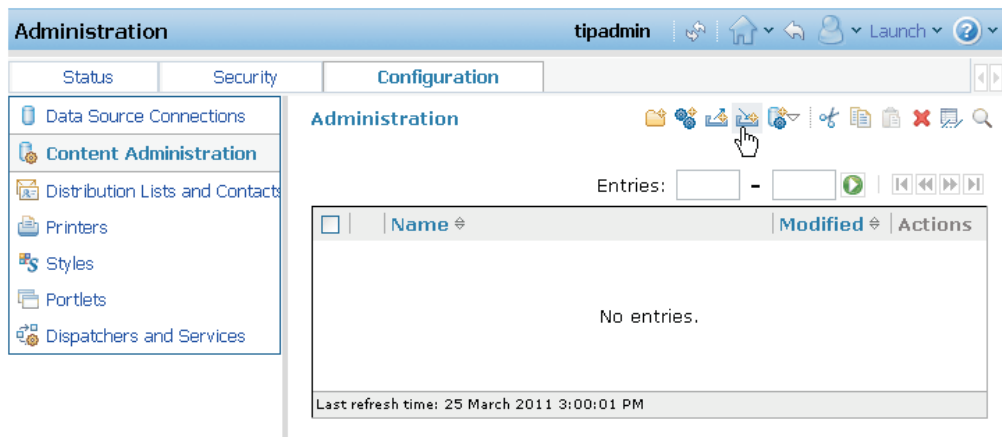 Administration
tipadmin
Launch
Status
Security
Configuration
Data Source Connections
Content Administration
Distribution Lists and Contacts
Printers
Styles
Portlets
Dispatchers and Services
Administration
Entries: -
Name Modified Actions
No entries.
Last refresh time: 25 March 2011 3:00:01 PM